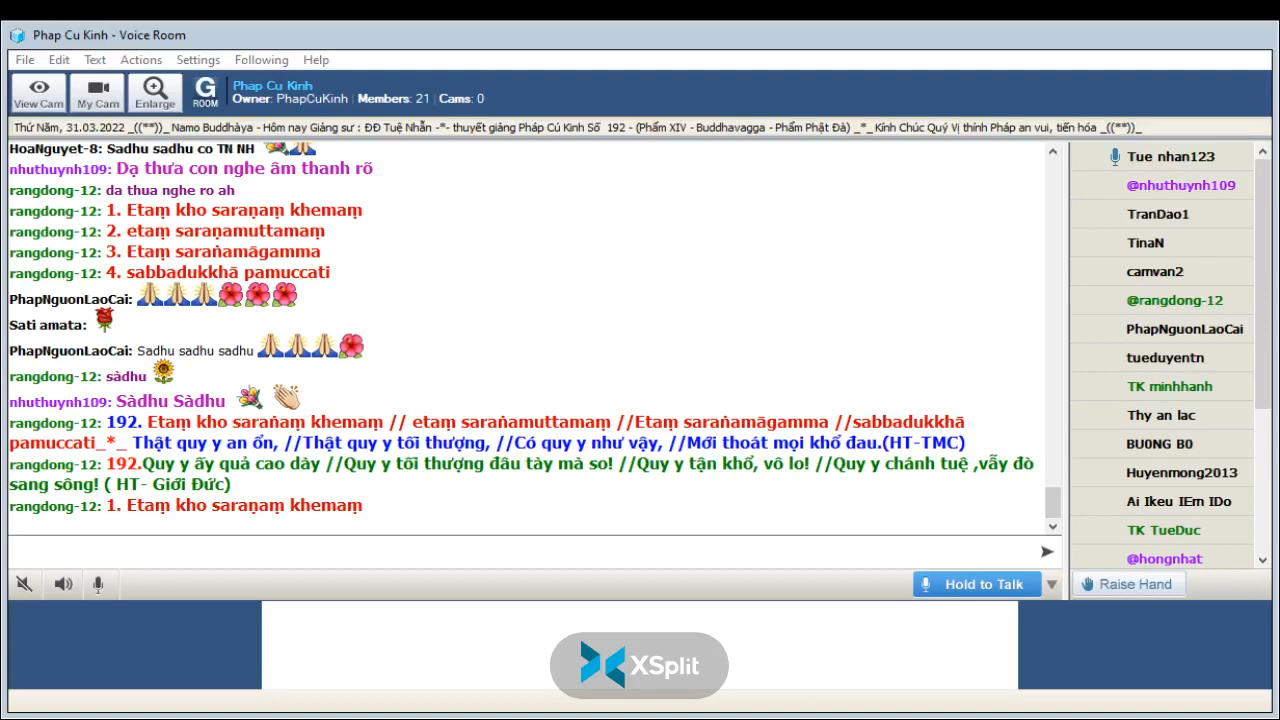 Phap Cu Kinh - Voice Room
File Edit Text Actions Settings Following Help
View Cam My Cam Enlarge G ROOM
Phap Cu Kinh
Owner: PhapCuKinh | Members: 21 | Cams: 0
Thứ Năm, 31.03.2022 _((**))_ Namo Buddhàya - Hôm nay Giảng sư : ĐĐ Tuệ Nhẫn -*- thuyết giảng Pháp Cú Kinh Số 192 - (Phẩm XIV - Buddhavagga - Phẩm Phật Đà) _*_ Kính Chúc Quý Vị thính Pháp an vui, tiến hóa _((**))_
HoaNguyet-8: Sadhu sadhu co TN NH
nhuthuynh109: Dạ thưa con nghe âm thanh rõ
rangdong-12: da thua nghe ro ah
rangdong-12: 1. Etaṃ kho saraṇaṃ khemaṃ
rangdong-12: 2. etaṃ saraṇamuttamaṃ
rangdong-12: 3. Etaṃ saraṅamāgamma
rangdong-12: 4. sabbadukkhā pamuccati
PhapNguonLaoCai:
Sati amata:
PhapNguonLaoCai: Sadhu sadhu sadhu
rangdong-12: sàdhu
nhuthuynh109: Sàdhu Sàdhu
rangdong-12: 192. Etaṃ kho saraṅaṃ khemaṃ // etaṃ saraṅamuttamaṃ //Etaṃ saraṅamāgamma //sabbadukkhā
pamuccati_*_ Thật quy y an ổn, //Thật quy y tối thượng, //Có quy y như vậy, //Mới thoát mọi khổ đau.(HT-TMC)
rangdong-12: 192.Quy y ấy quả cao dày //Quy y tối thượng đâu tày mà so! //Quy y tận khổ, vô lo! //Quy y chánh tuệ ,vẫy đò
sang sông! ( HT- Giới Đức)
rangdong-12: 1. Etaṃ kho saraṇaṃ khemaṃ
Tue nhan123
@nhuthuynh109
TranDao1
TinaN
camvan2
@rangdong-12
PhapNguonLaoCai
tueduyentn
TK minhhanh
Thy an lac
BU0NG B0
Huyenmong2013
Ai Ikeu IEm IDo
TK TueDuc
@hongnhat
Hold to Talk
Raise Hand
XSplit